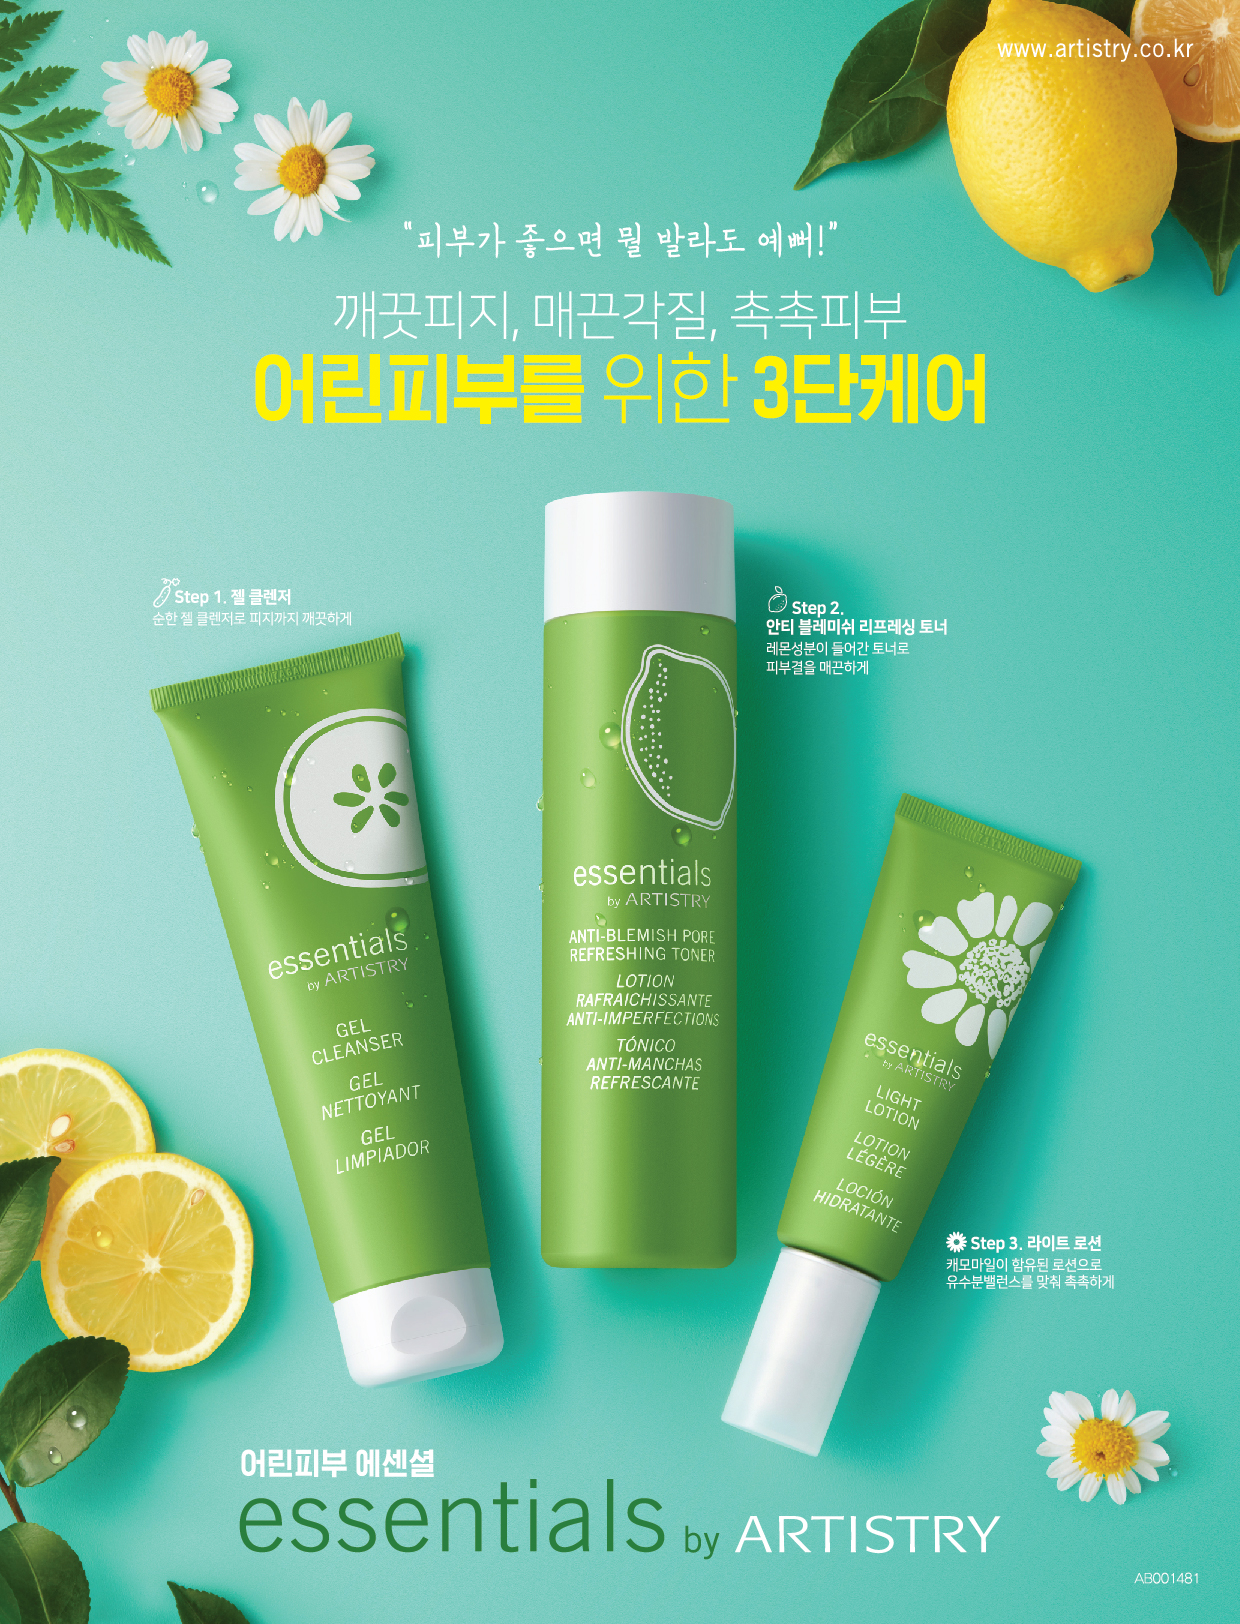 www.artistry.co.kr
“피부가 좋으면 뭘 발라도 예뻐!”
깨끗피지, 매끈각질, 촉촉피부
어린피부를 위한 3단케어
Step 1. 젤 클렌저
순한 젤 클렌저로 피지까지 깨끗하게
Step 2.
안티 블레미쉬 리프레싱 토너
레몬성분이 들어간 토너로
피부결을 매끈하게
essentials
by ARTISTRY
GEL
CLEANSER
GEL
NETTOYANT
GEL
LIMPIADOR
essentials
by ARTISTRY
ANTI-BLEMISH PORE
REFRESHING TONER
LOTION
RAFRAICHISSANTE
ANTI-IMPERFECTIONS
TÓNICO
ANTI-MANCHAS
REFRESCANTE
essentials
by ARTISTRY
LIGHT
LOTION
LOTION
LÉGÈRE
LOCIÓN
HIDRATANTE
Step 3. 라이트 로션
캐모마일이 함유된 로션으로
유수분밸런스를 맞춰 촉촉하게
어린피부 에센셜
essentials by ARTISTRY
AB001481